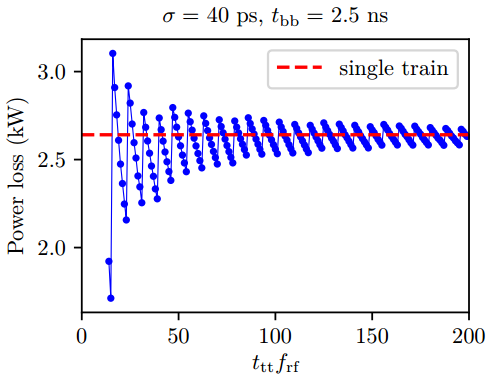 σ = 40 ps, t_bb = 2.5 ns
single train
Power loss (kW)
3.0
2.5
2.0
0 50 100 150 200
t_tt f_rf